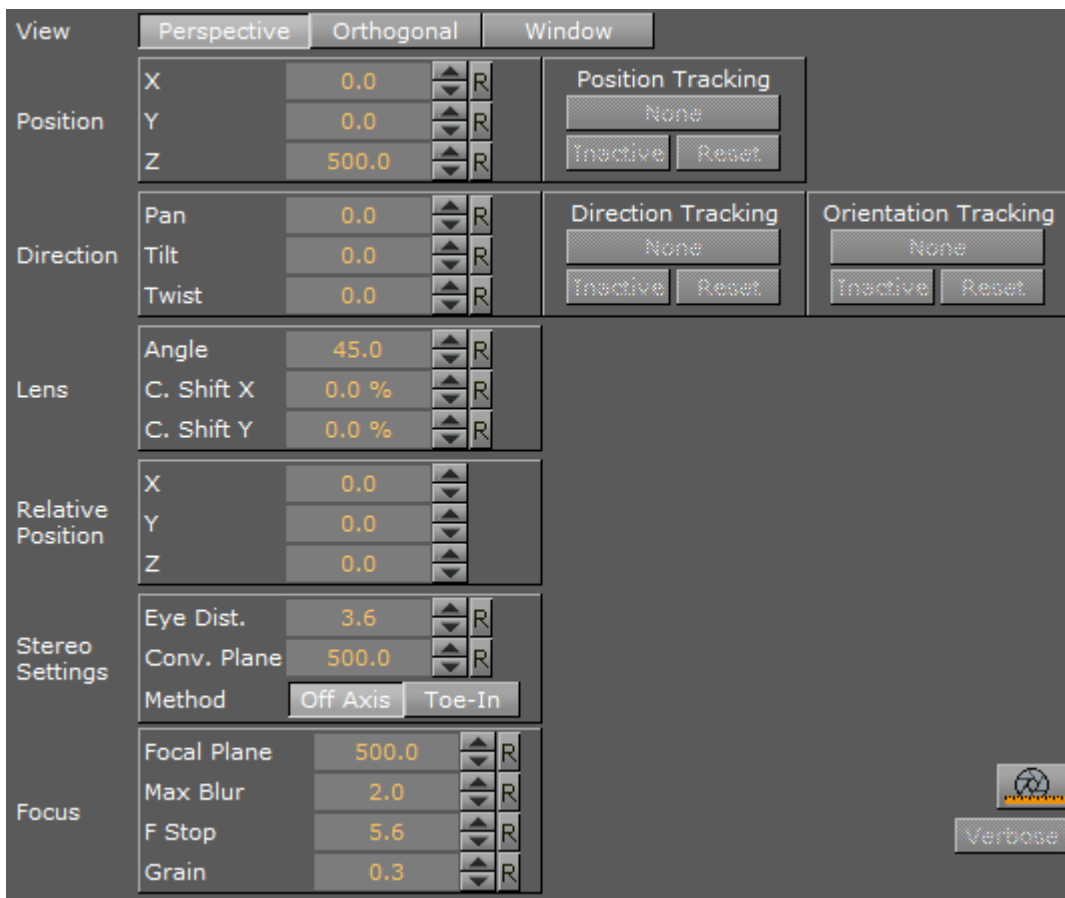 View Perspective Orthogonal Window
X 0.0 R Position Tracking
Position Y 0.0 R None
Z 500.0 R Inactive Reset
Pan 0.0 R Direction Tracking Orientation Tracking
Direction Tilt 0.0 R None None
Twist 0.0 R Inactive Reset Inactive Reset
Angle 45.0 R
Lens C. Shift X 0.0 % R
C. Shift Y 0.0 % R
X 0.0
Relative Position Y 0.0
Z 0.0
Eye Dist. 3.6 R
Stereo Settings Conv. Plane 500.0 R
Method Off Axis Toe-In
Focal Plane 500.0 R
Max Blur 2.0 R
Focus F Stop 5.6 R
Verbose
Grain 0.3 R